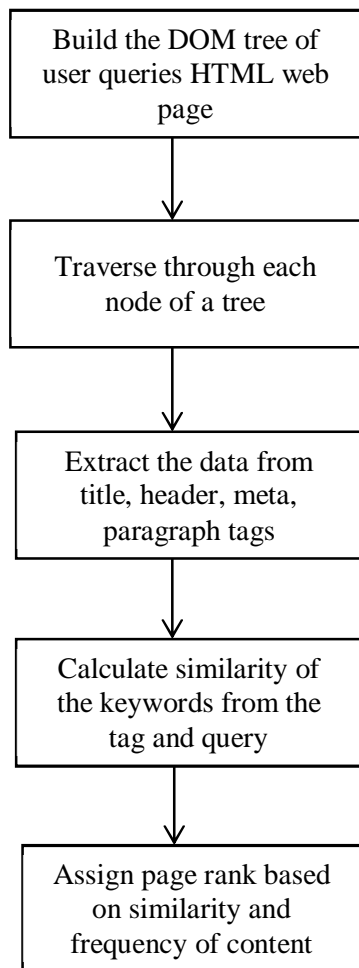 Build the DOM tree of
user queries HTML web
page
Traverse through each
node of a tree
Extract the data from
title, header, meta,
paragraph tags
Calculate similarity of
the keywords from the
tag and query
Assign page rank based
on similarity and
frequency of content